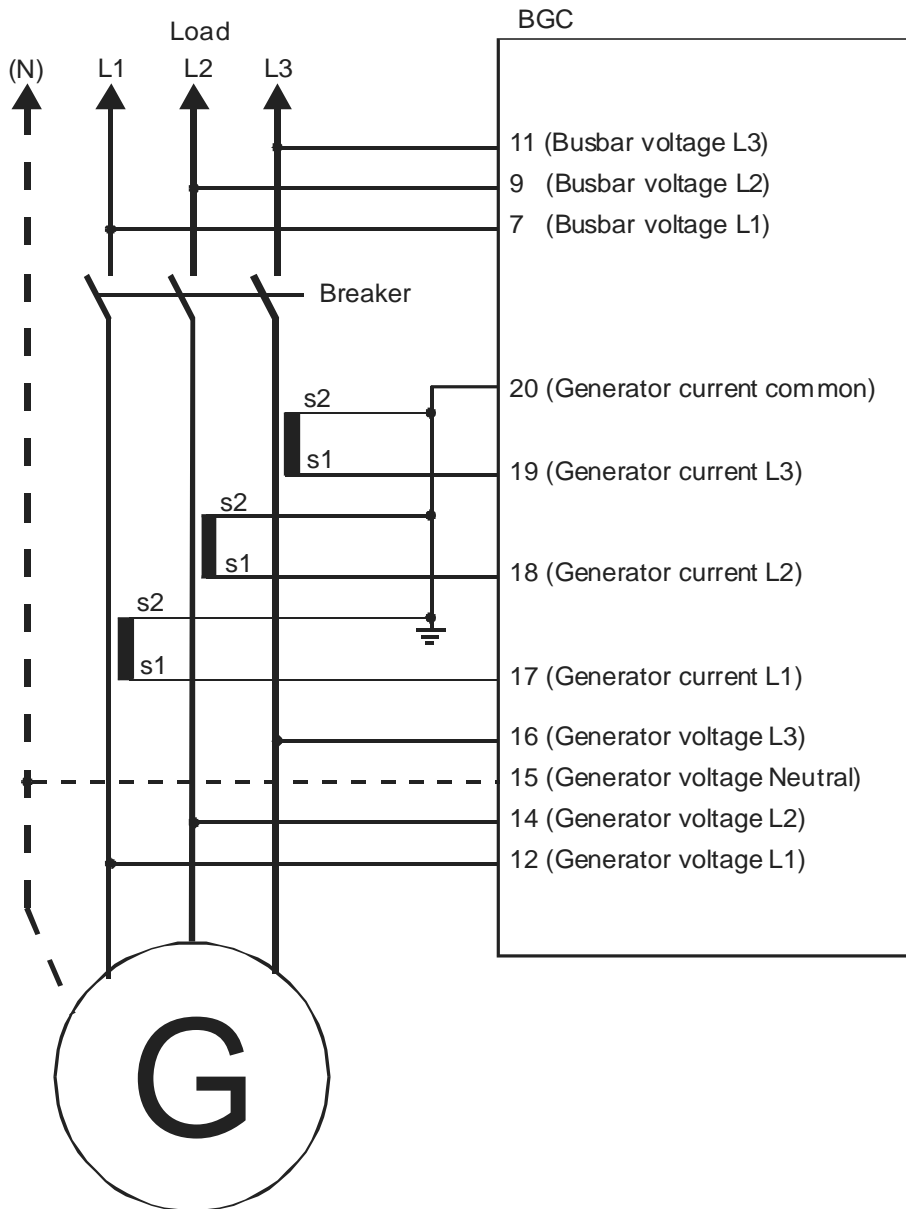 BGC
Load
(N) L1 L2 L3
11 (Busbar voltage L3)
9 (Busbar voltage L2)
7 (Busbar voltage L1)
Breaker
20 (Generator current common)
s2
s1
19 (Generator current L3)
s2
s1
18 (Generator current L2)
s2
s1
17 (Generator current L1)
16 (Generator voltage L3)
15 (Generator voltage Neutral)
14 (Generator voltage L2)
12 (Generator voltage L1)
G